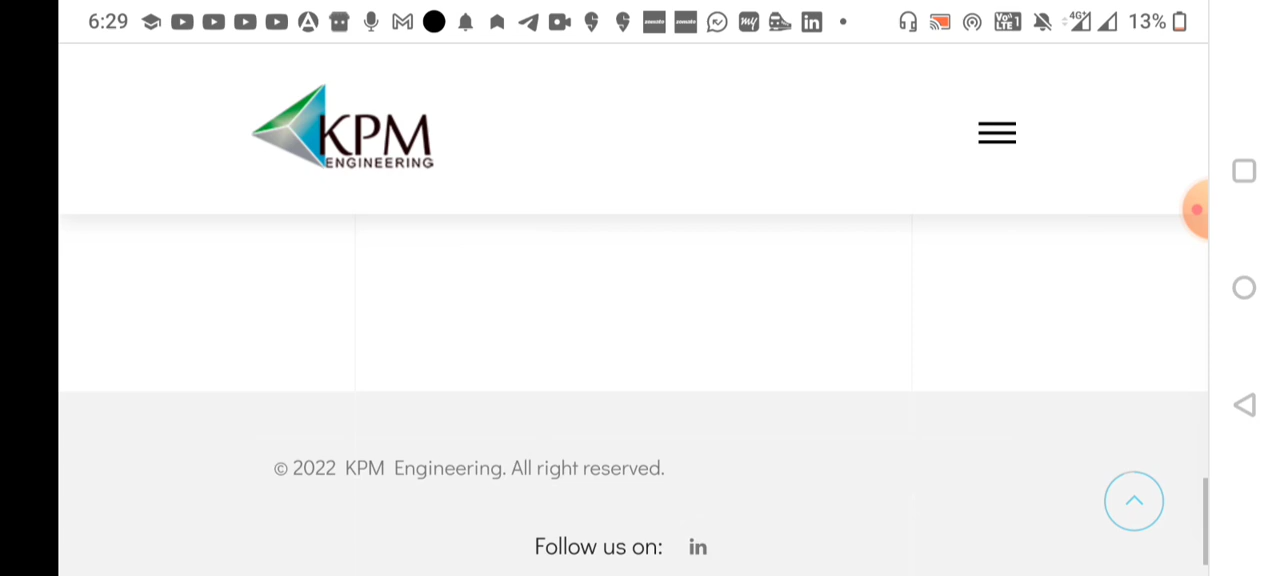 6:29 13%
KPM
ENGINEERING
© 2022 KPM Engineering. All right reserved.
Follow us on: in